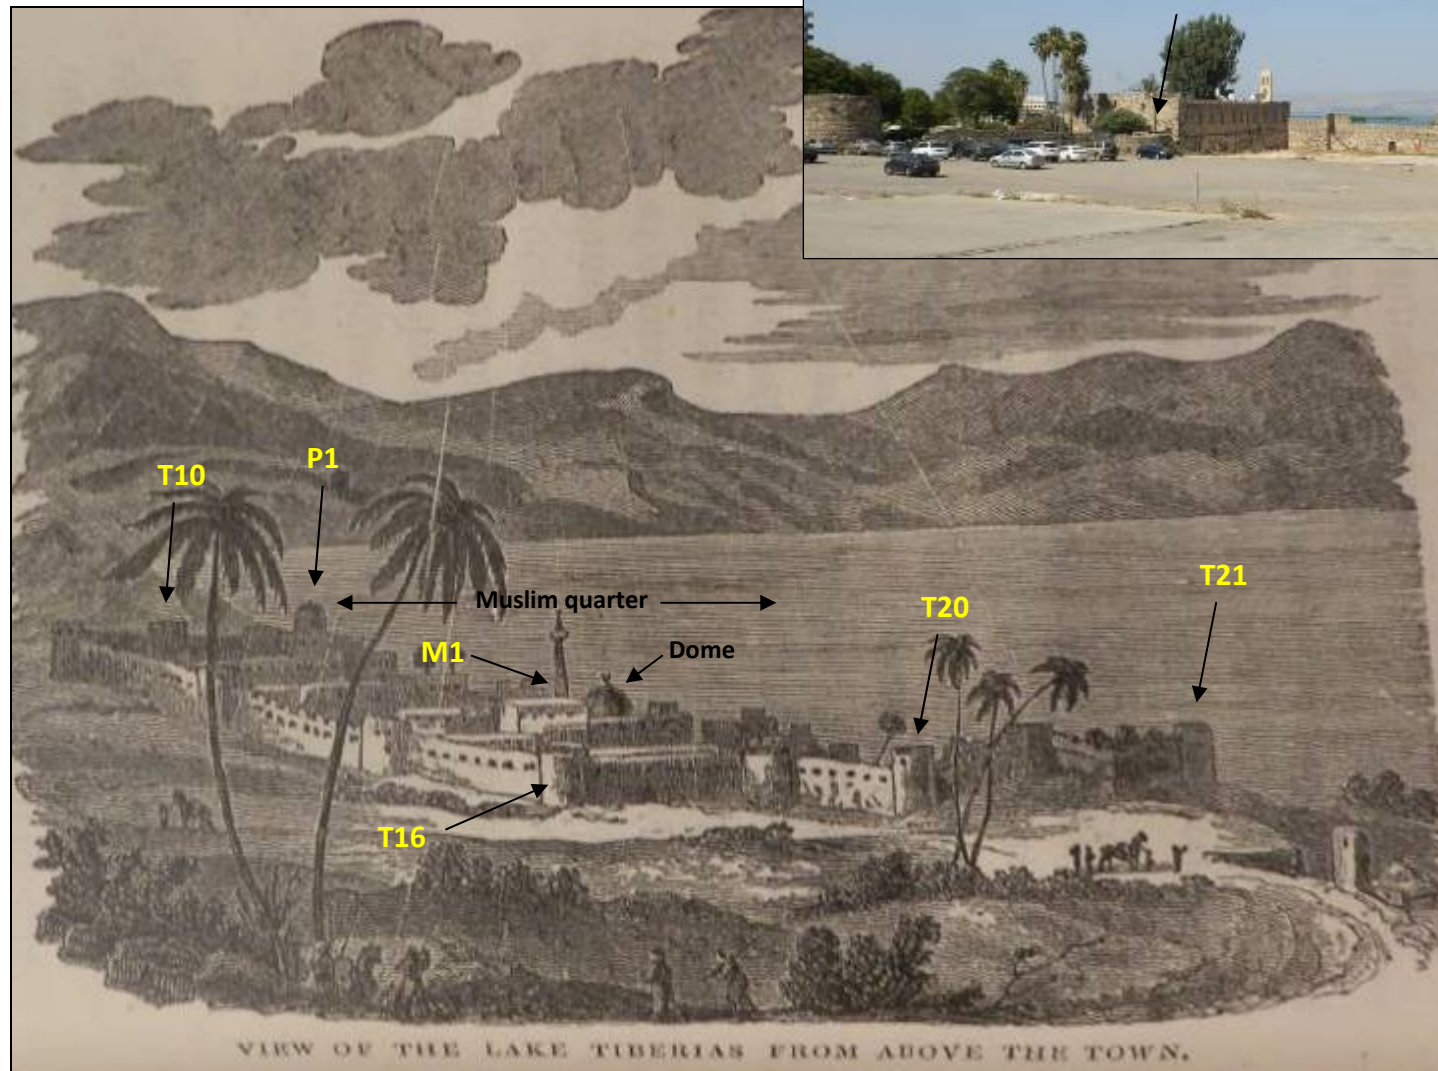 T10
P1
Muslim quarter
T21
T20
M1
Dome
T16
VIEW OF THE LAKE TIBERIAS FROM ABOVE THE TOWN.